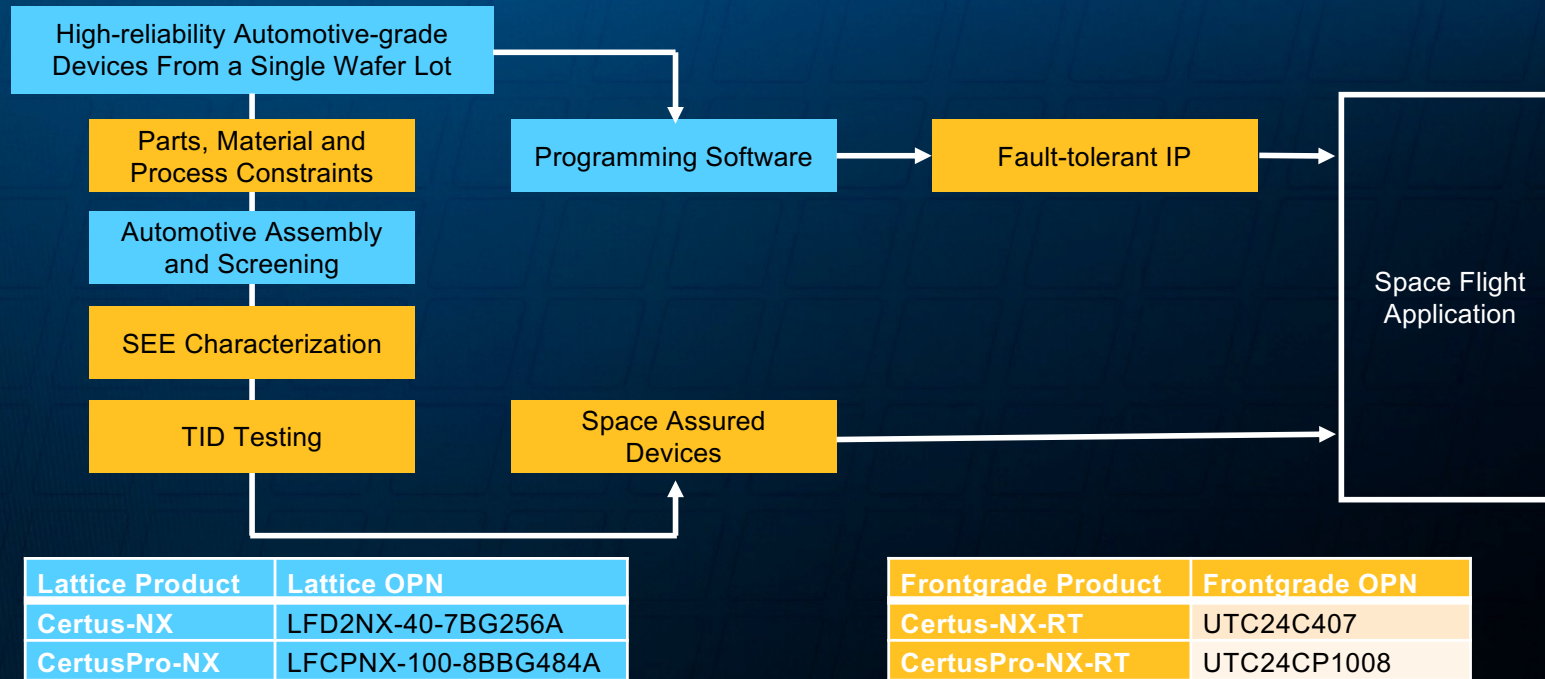 High-reliability Automotive-grade
Devices From a Single Wafer Lot
Parts, Material and
Process Constraints
Programming Software
Fault-tolerant IP
Automotive Assembly
and Screening
Space Flight
Application
SEE Characterization
TID Testing
Space Assured
Devices
Lattice Product Lattice OPN
Certus-NX LFD2NX-40-7BG256A
CertusPro-NX LFCPNX-100-8BBG484A
Frontgrade Product Frontgrade OPN
Certus-NX-RT UTC24C407
CertusPro-NX-RT UTC24CP1008